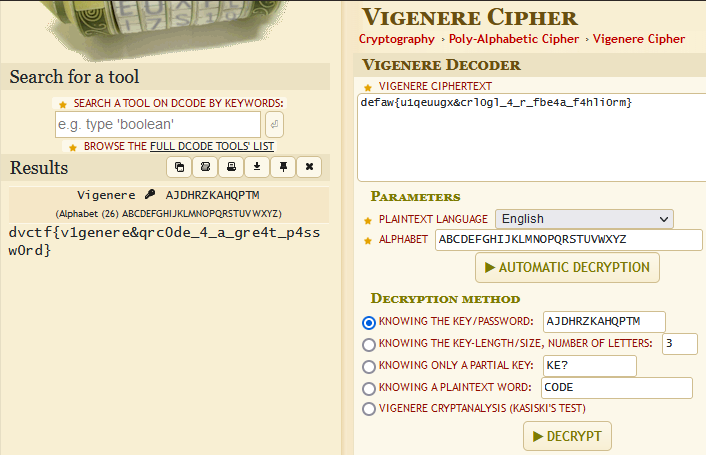 Search for a tool
SEARCH A TOOL ON DCODE BY KEYWORDS:
e.g. type 'boolean'
BROWSE THE FULL DCODE TOOLS' LIST
Results
Vigenere AJDHRZKAHQPTM
(Alphabet (26) ABCDEFGHIJKLMNOPQRSTUVWXYZ)
dvctf{v1genere&qrc0de_4_a_gre4t_p4ss
w0rd}
VIGENERE CIPHER
Cryptography › Poly-Alphabetic Cipher › Vigenere Cipher
VIGENERE DECODER
VIGENERE CIPHERTEXT
defaw{u1qeuugx&crl0gl_4_r_fbe4a_f4hli0rm}
PARAMETERS
PLAINTEXT LANGUAGE English
ALPHABET ABCDEFGHIJKLMNOPQRSTUVWXYZ
AUTOMATIC DECRYPTION
DECRYPTION METHOD
KNOWING THE KEY/PASSWORD: AJDHRZKAHQPTM
KNOWING THE KEY-LENGTH/SIZE, NUMBER OF LETTERS: 3
KNOWING ONLY A PARTIAL KEY: KE?
KNOWING A PLAINTEXT WORD: CODE
VIGENERE CRYPTANALYSIS (KASISKI'S TEST)
DECRYPT